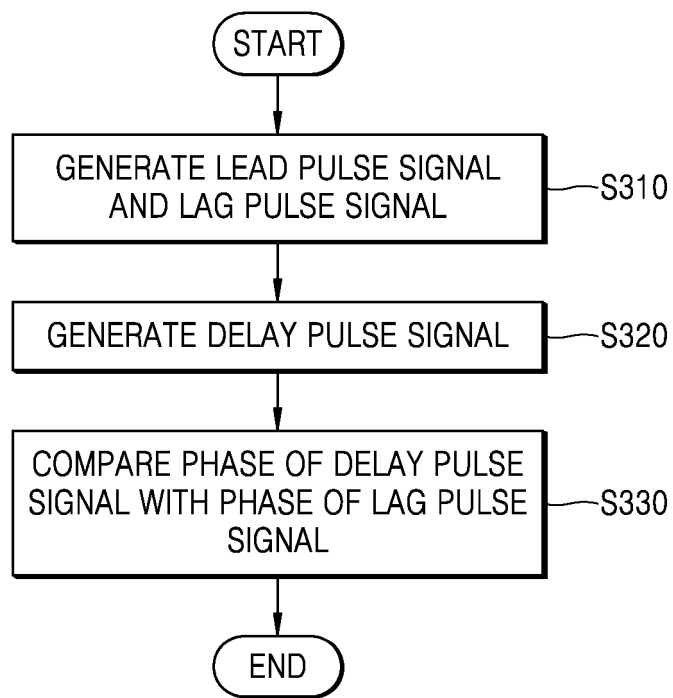 START
GENERATE LEAD PULSE SIGNAL
AND LAG PULSE SIGNAL
S310
GENERATE DELAY PULSE SIGNAL
S320
COMPARE PHASE OF DELAY PULSE
SIGNAL WITH PHASE OF LAG PULSE
SIGNAL
S330
END